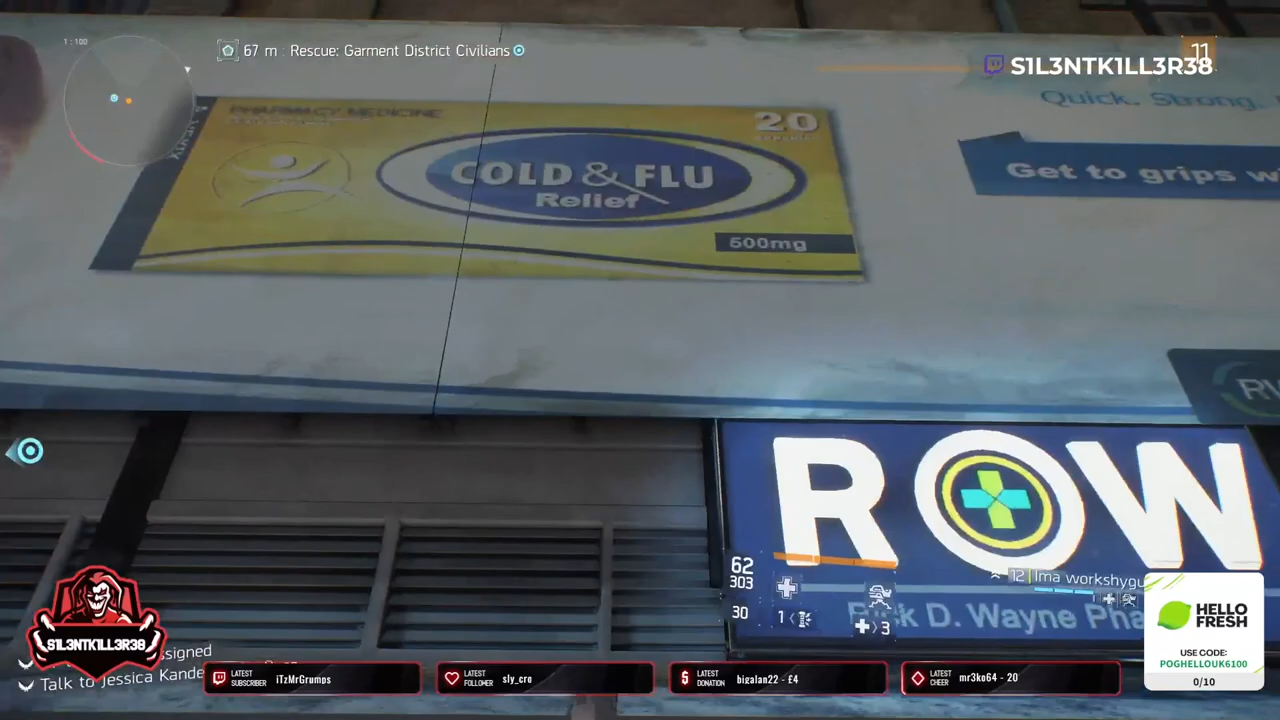 1 : 100
67 m : Rescue: Garment District Civilians
11
S1L3NTK1LL3R38
PHARMACY MEDICINE
20
Quick. Strong.
COLD & FLU
Relief
500mg
Get to grips
ROW
62
303
30
1
3
12 Ima workshygu
D. Wayne
S1L3NTK1LL3R38
signed
Talk to Jessica Kande
LATEST SUBSCRIBER iTzMrGrumps
LATEST FOLLOWER sly_cro
LATEST DONATION bigalan22 - £4
LATEST CHEER mr3ko64 - 20
HELLO
FRESH
USE CODE:
POGHELLOUK6100
0/10